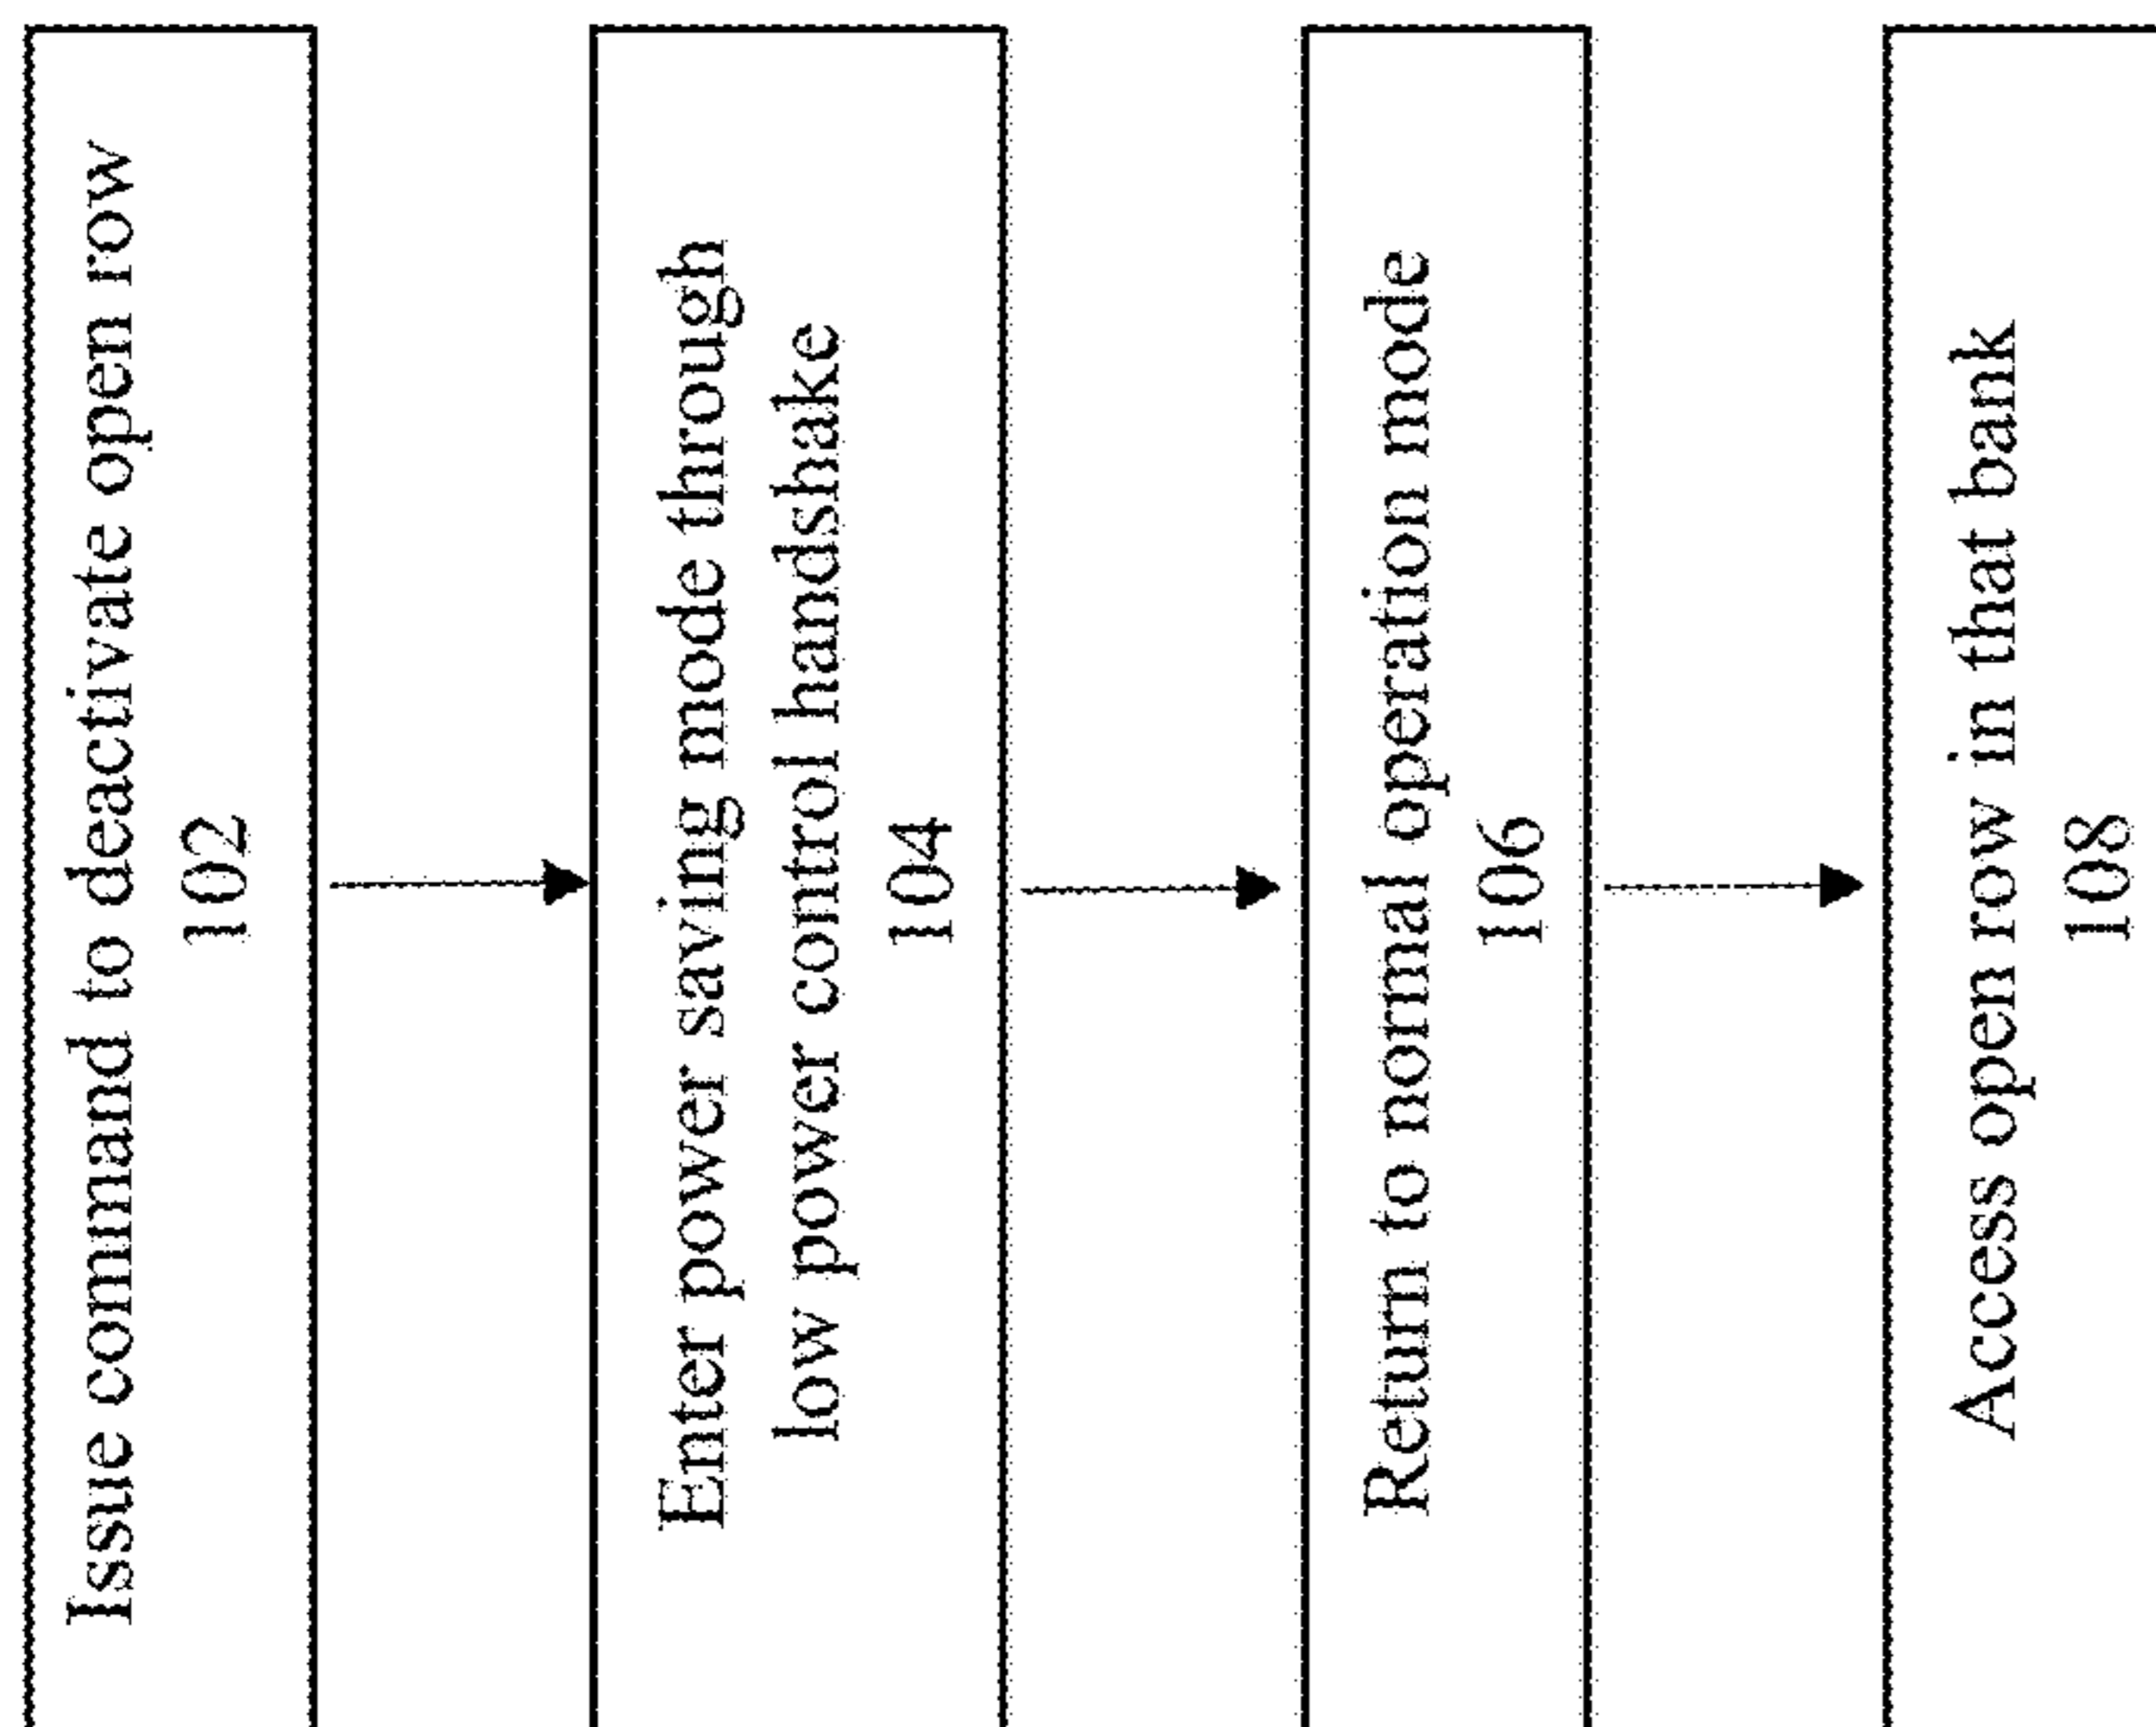 Issue command to deactivate open row
102
Enter power saving mode through
low power control handshake
104
Return to normal operation mode
106
Access open row in that bank
108